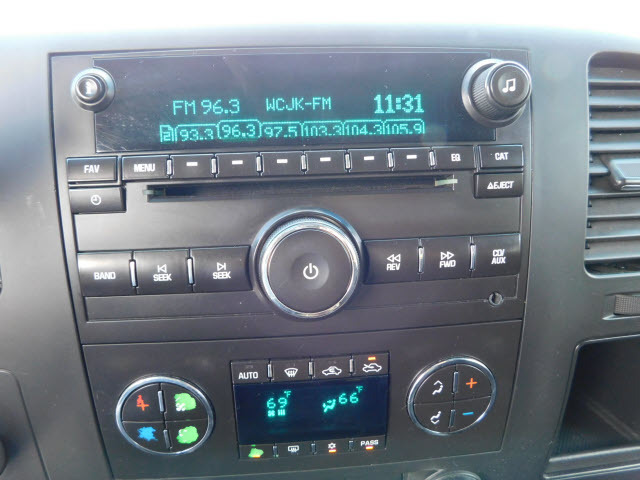 FM 96.3 WCJK-FM 11:31
93.3 96.3 97.5 103.3 104.3 105.9
FAV MENU EQ CAT
EJECT
BAND SEEK SEEK REV FWD CD/AUX
AUTO
69°F 66°F
PASS